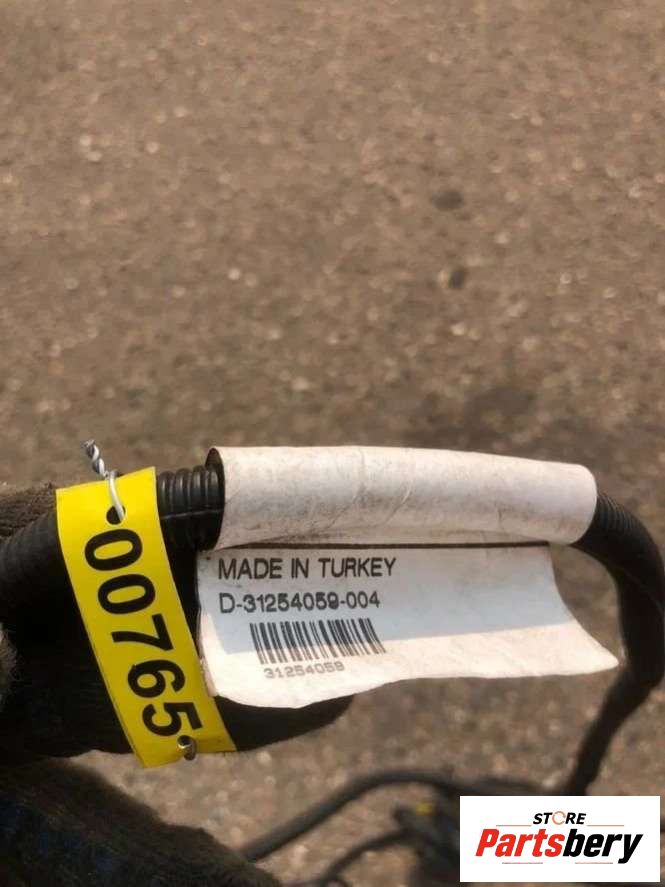 MADE IN TURKEY
D-31254059-004
31254059
00765
STORE
Partsbery